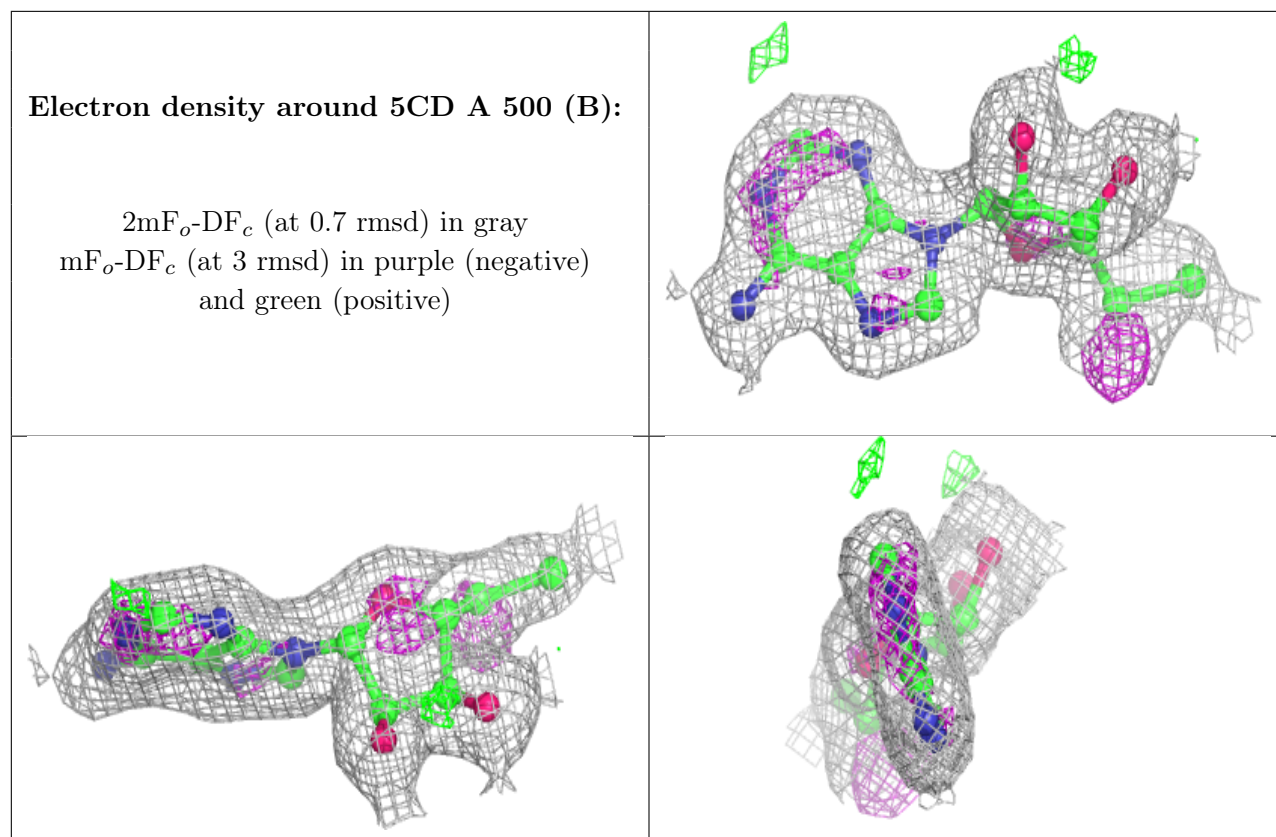 Electron density around 5CD A 500 (B):
2mFₒ-DF𝒸 (at 0.7 rmsd) in gray
mFₒ-DF𝒸 (at 3 rmsd) in purple (negative)
and green (positive)